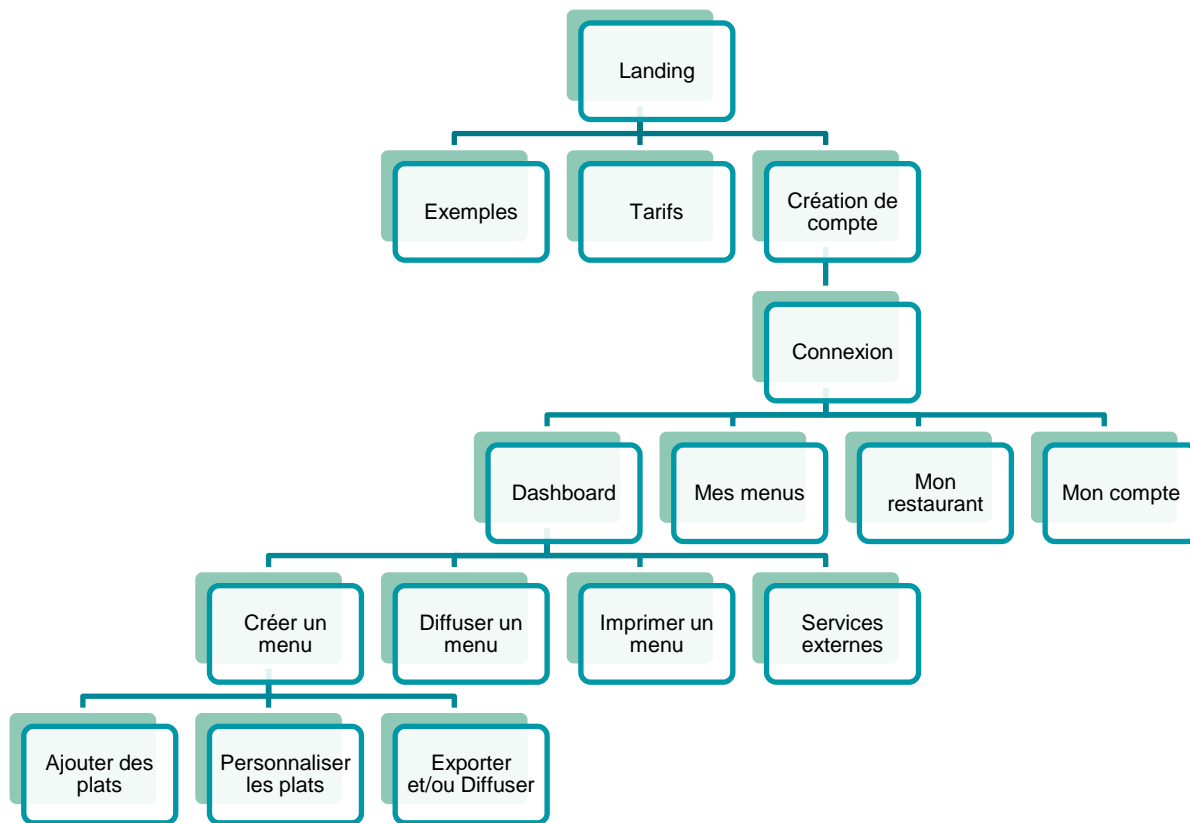 Landing
Exemples
Tarifs
Création de
compte
Connexion
Dashboard
Mes menus
Mon
restaurant
Mon compte
Créer un
menu
Diffuser un
menu
Imprimer un
menu
Services
externes
Ajouter des
plats
Personnaliser
les plats
Exporter
et/ou Diffuser